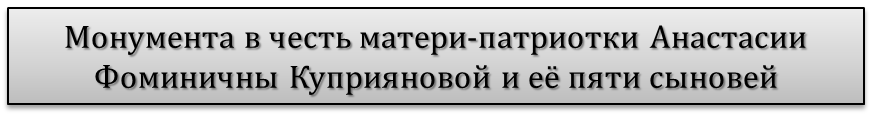 Монумента в честь матери-патриотки Анастасии
Фоминичны Куприяновой и её пяти сыновей